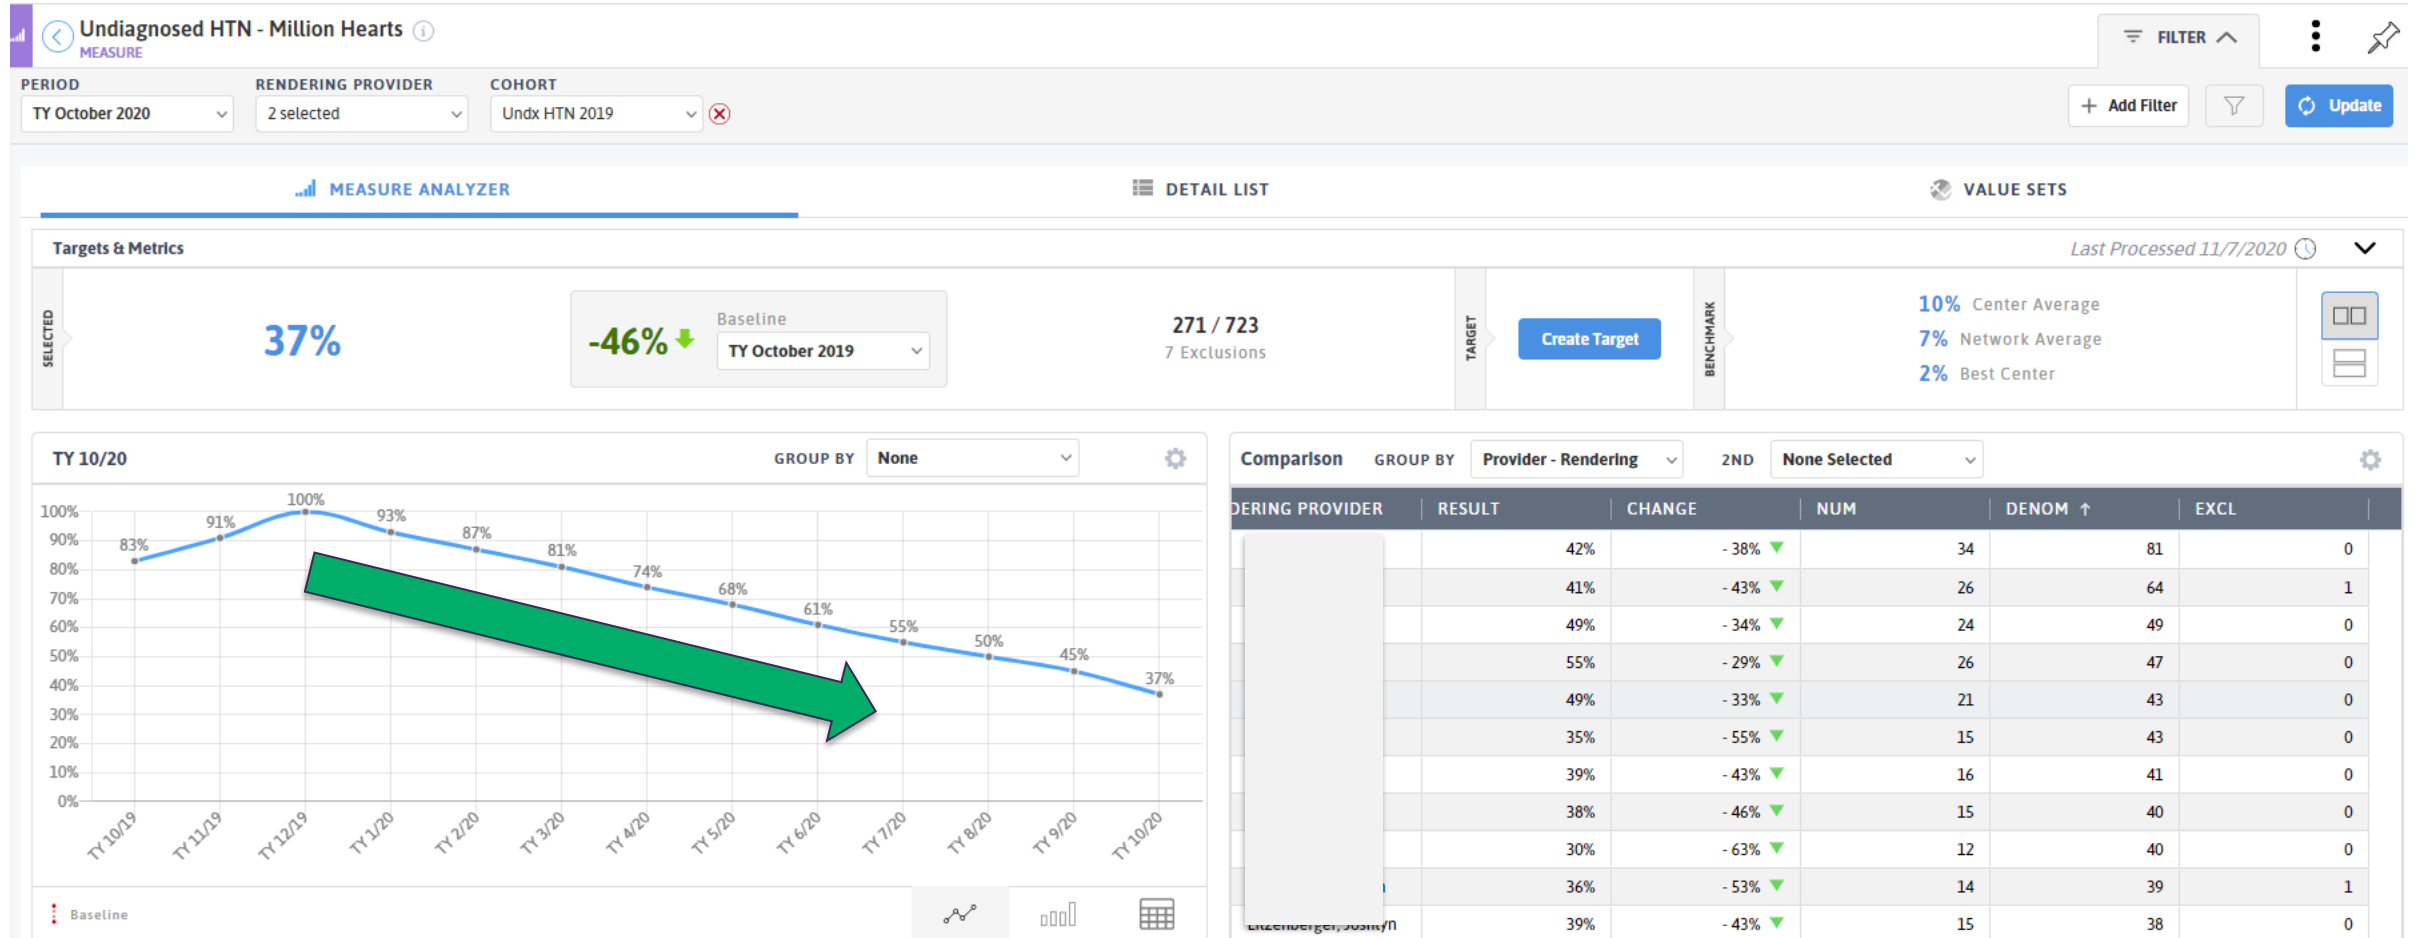 Undiagnosed HTN - Million Hearts
MEASURE
FILTER
PERIOD RENDERING PROVIDER COHORT
TY October 2020 2 selected Undx HTN 2019
+ Add Filter Update
MEASURE ANALYZER DETAIL LIST VALUE SETS
Targets & Metrics Last Processed 11/7/2020
SELECTED
37%
-46%
Baseline
TY October 2019
271 / 723
7 Exclusions
TARGET
Create Target
BENCHMARK
10% Center Average
7% Network Average
2% Best Center
TY 10/20 GROUP BY None
100%
90%
80%
70%
60%
50%
40%
30%
20%
10%
0%
83% 91% 100% 93% 87% 81% 74% 68% 61% 55% 50% 45% 37%
TY 10/19 TY 11/19 TY 12/19 TY 1/20 TY 2/20 TY 3/20 TY 4/20 TY 5/20 TY 6/20 TY 7/20 TY 8/20 TY 9/20 TY 10/20
Baseline
Comparison GROUP BY Provider - Rendering 2ND None Selected
DERING PROVIDER RESULT CHANGE NUM DENOM ↑ EXCL
42% - 38% 34 81 0
41% - 43% 26 64 1
49% - 34% 24 49 0
55% - 29% 26 47 0
49% - 33% 21 43 0
35% - 55% 15 43 0
39% - 43% 16 41 0
38% - 46% 15 40 0
30% - 63% 12 40 0
36% - 53% 14 39 1
39% - 43% 15 38 0